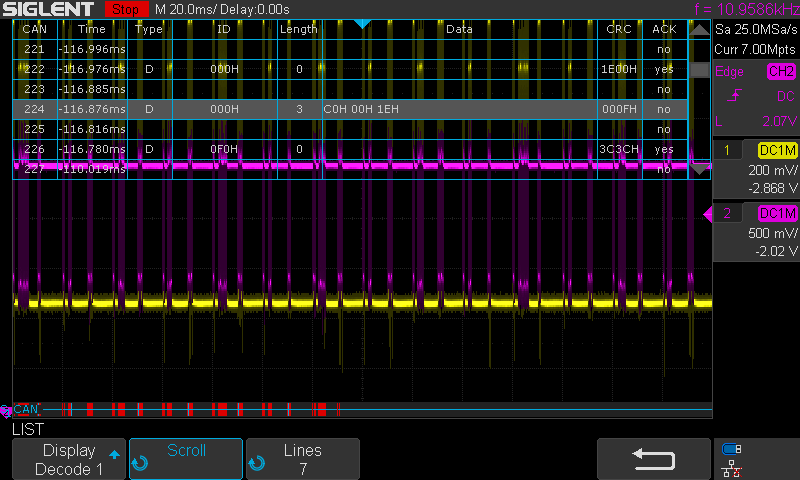 SIGLENT Stop M 20.0ms/ Delay:0.00s f = 10.9586kHz
CAN Time Type ID Length Data CRC ACK
Sa 25.0MSa/s
Curr 7.00Mpts
221 -116.996ms no
222 -116.976ms D 000H 0 1E00H yes
223 -116.885ms no
224 -116.876ms D 000H 3 C0H 00H 1EH 000FH no
225 -116.816ms no
226 -116.780ms D 0F0H 0 3C3CH yes
227 -110.019ms no
Edge CH2
DC
L 2.07V
1 DC1M
200 mV/
-2.868 V
2 DC1M
500 mV/
-2.02 V
CAN
LIST
Display Decode 1
Scroll
Lines 7